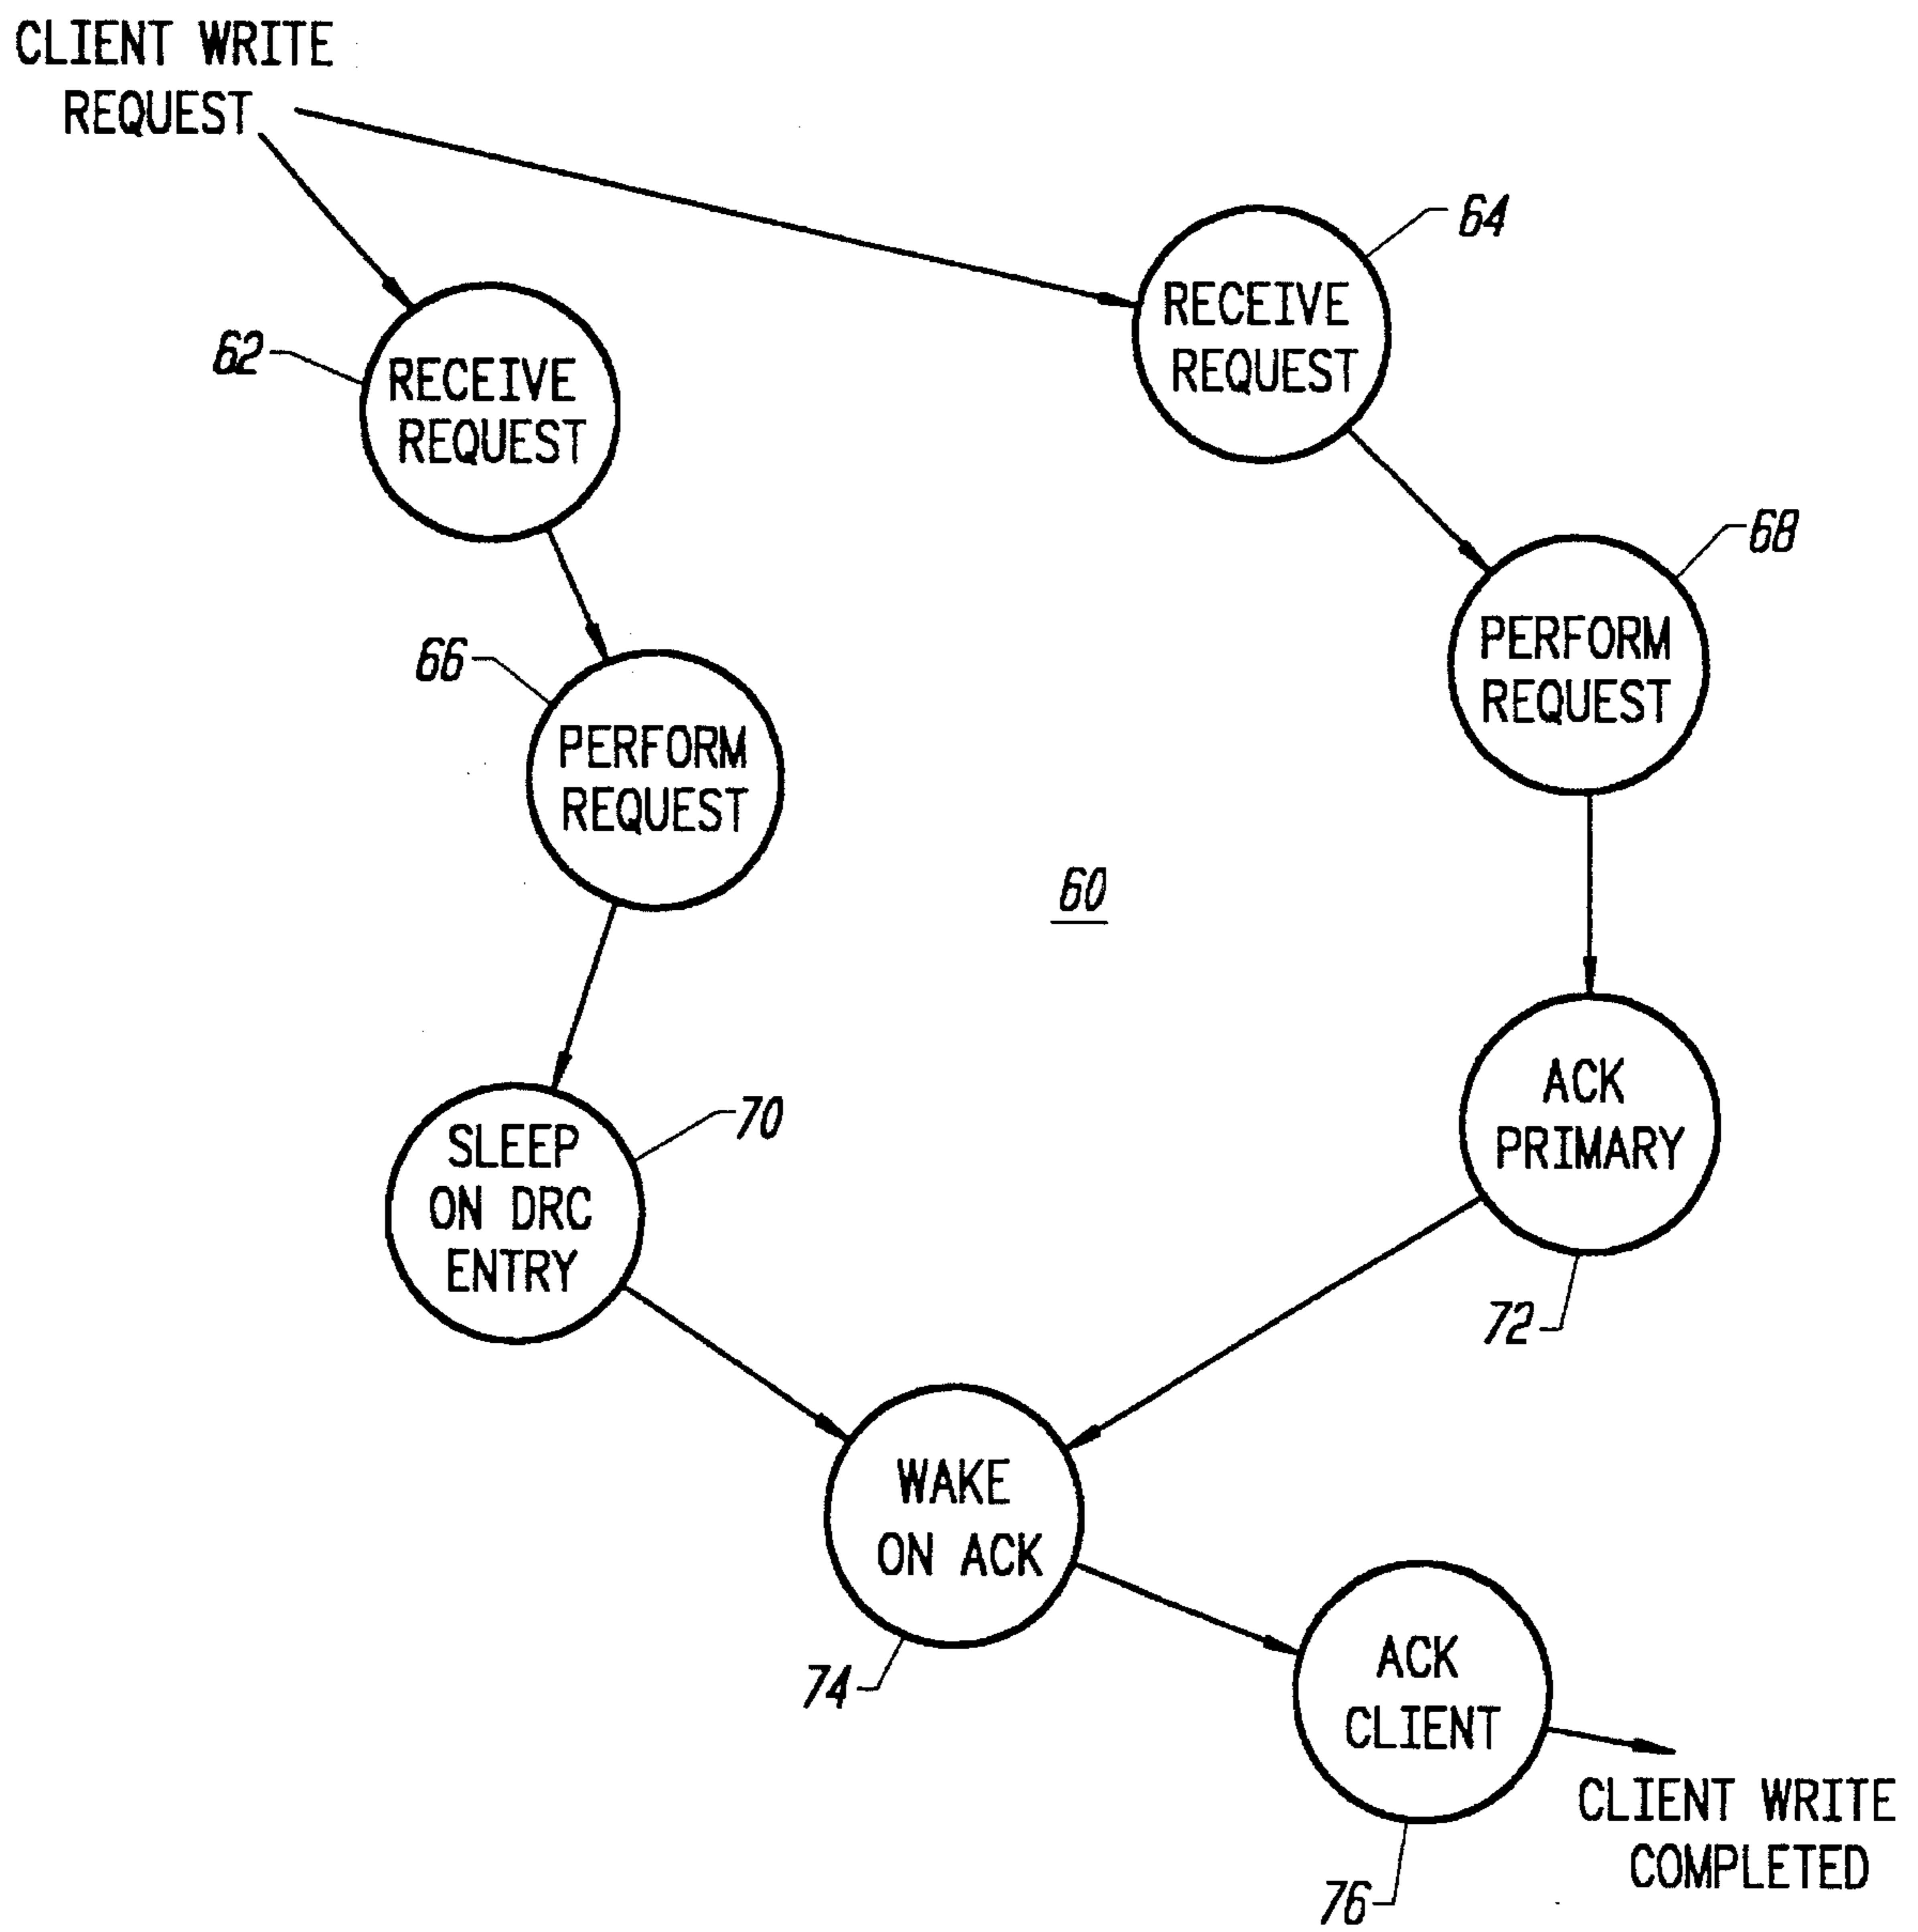 CLIENT WRITE
REQUEST
64
RECEIVE
REQUEST
62
RECEIVE
REQUEST
68
PERFORM
REQUEST
66
PERFORM
REQUEST
60
ACK
PRIMARY
72
70
SLEEP
ON DRC
ENTRY
WAKE
ON ACK
74
ACK
CLIENT
76
CLIENT WRITE
COMPLETED